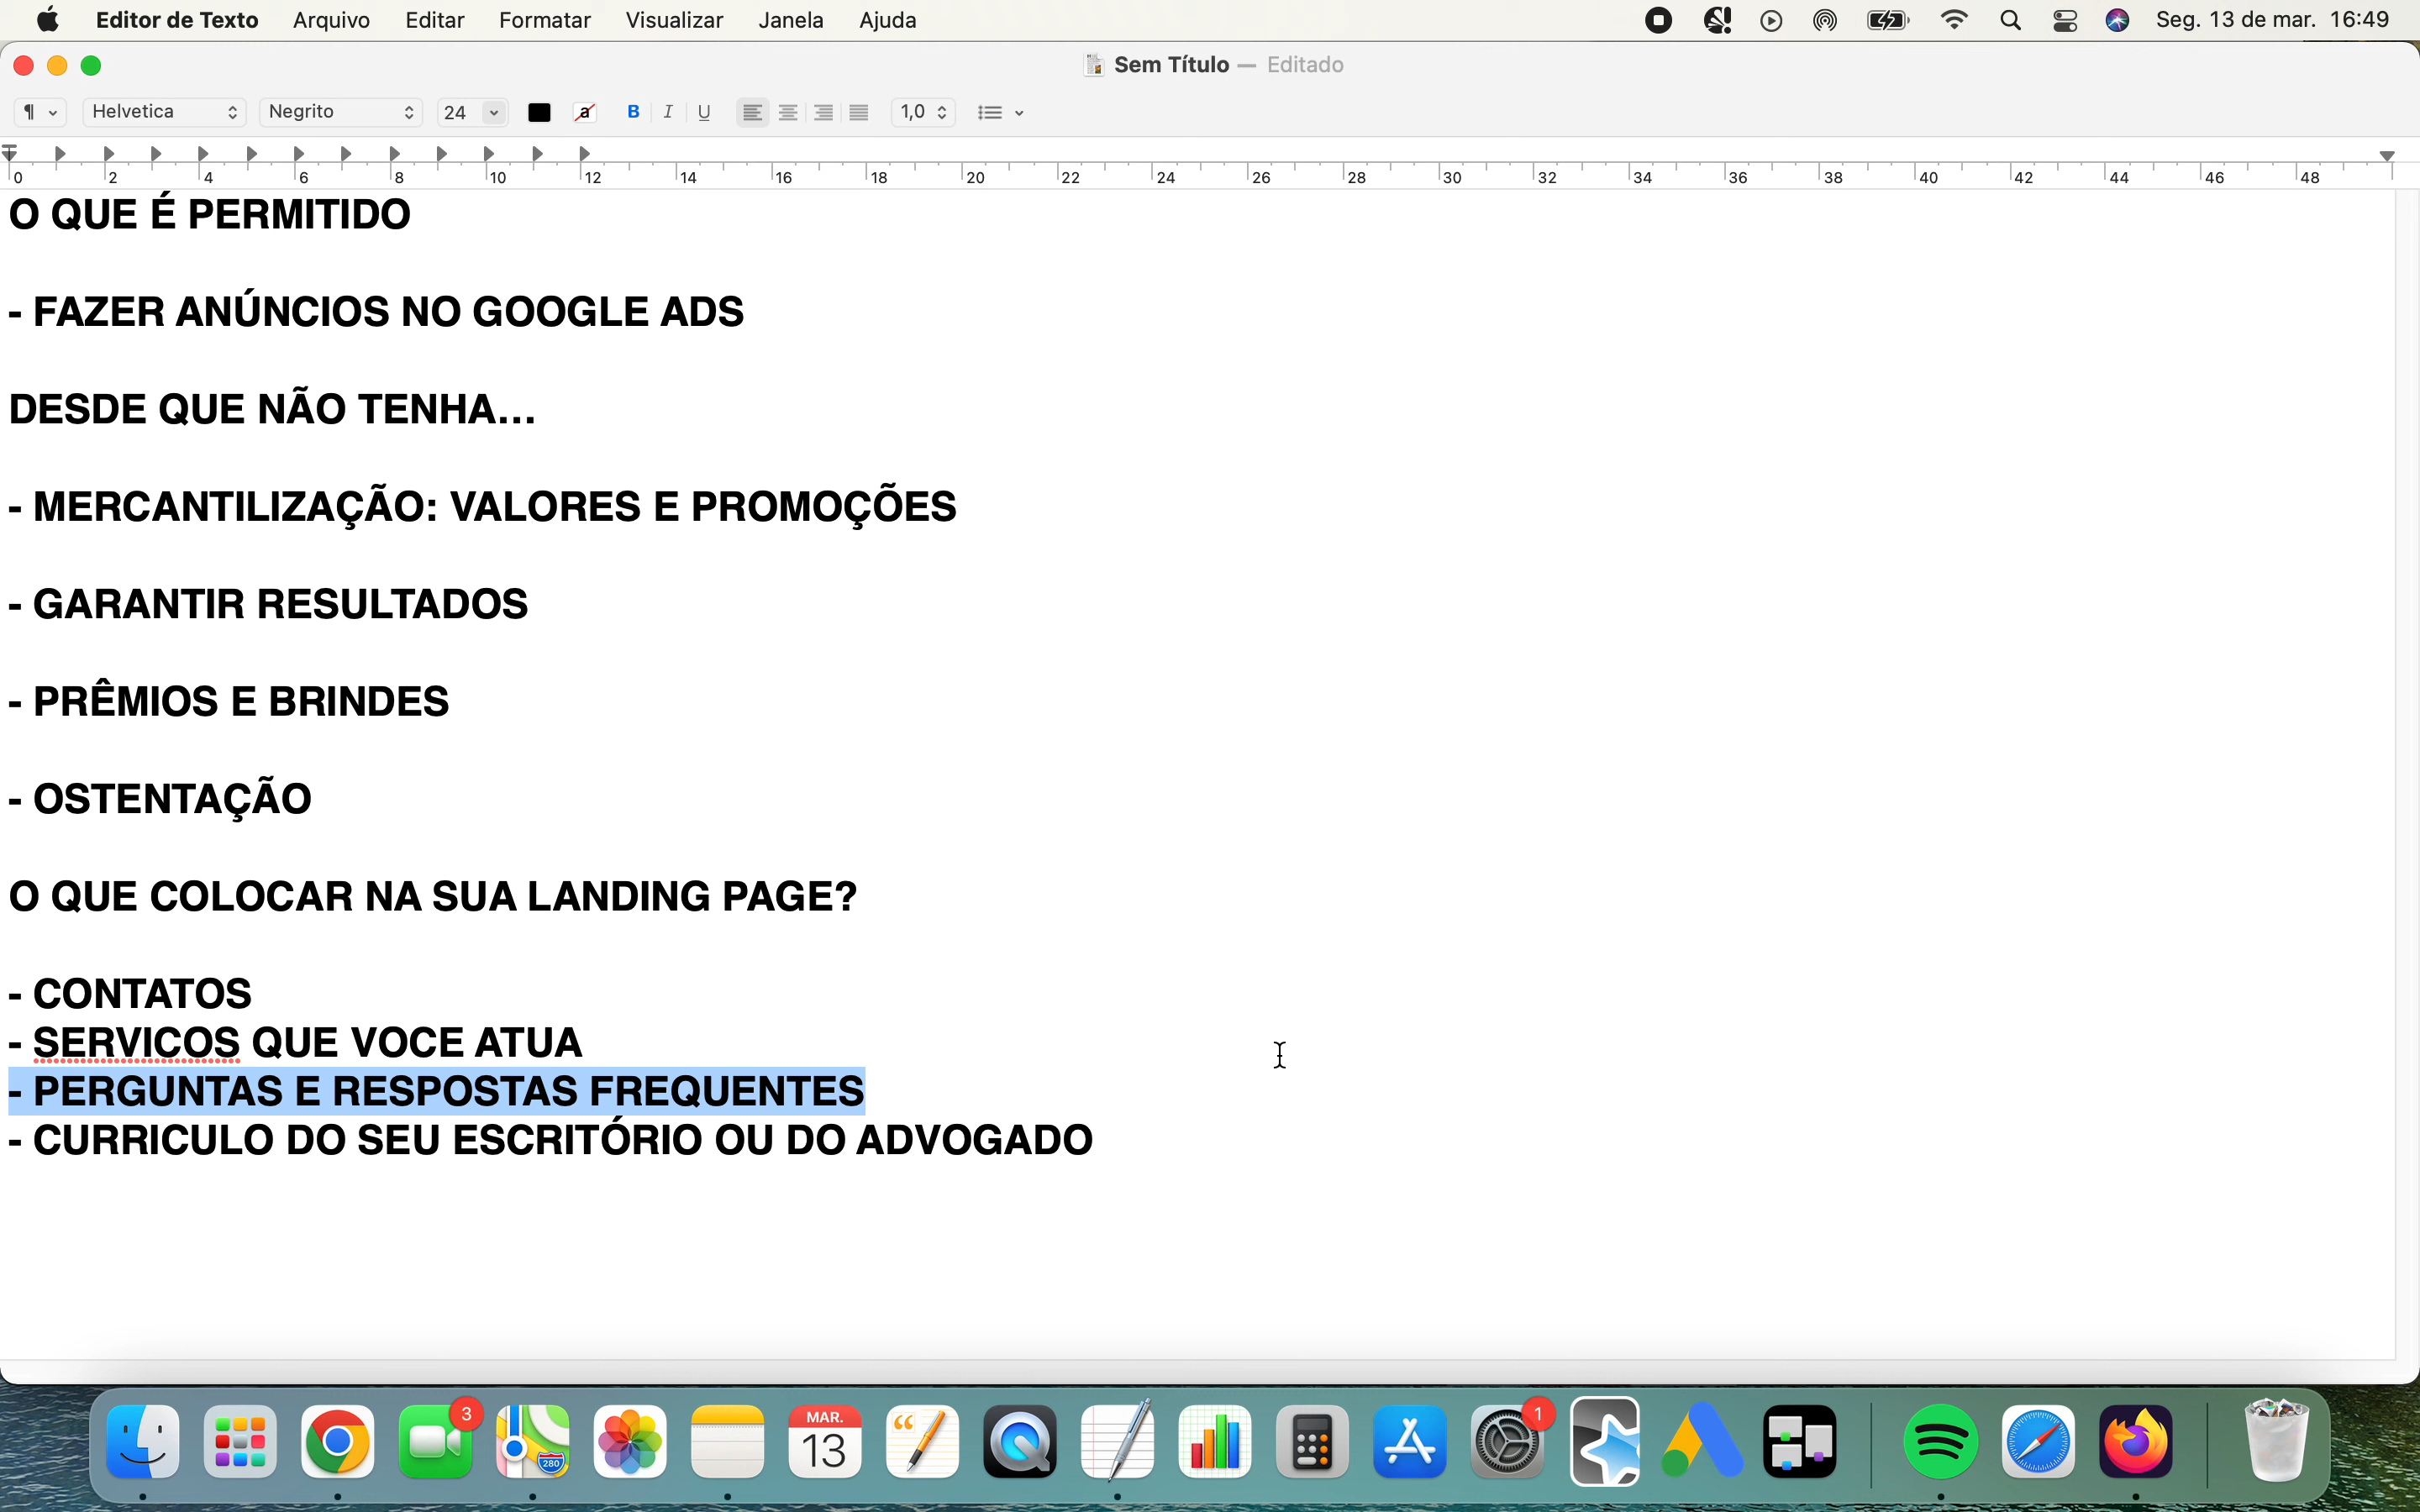 Editor de Texto Arquivo Editar Formatar Visualizar Janela Ajuda Seg. 13 de mar. 16:49
Sem Título — Editado
¶ Helvetica Negrito 24 a B I U 1,0
0 2 4 6 8 10 12 14 16 18 20 22 24 26 28 30 32 34 36 38 40 42 44 46 48
O QUE É PERMITIDO
- FAZER ANÚNCIOS NO GOOGLE ADS
DESDE QUE NÃO TENHA...
- MERCANTILIZAÇÃO: VALORES E PROMOÇÕES
- GARANTIR RESULTADOS
- PRÊMIOS E BRINDES
- OSTENTAÇÃO
O QUE COLOCAR NA SUA LANDING PAGE?
- CONTATOS
- SERVICOS QUE VOCE ATUA
- PERGUNTAS E RESPOSTAS FREQUENTES
- CURRICULO DO SEU ESCRITÓRIO OU DO ADVOGADO
3 280 MAR. 13 1